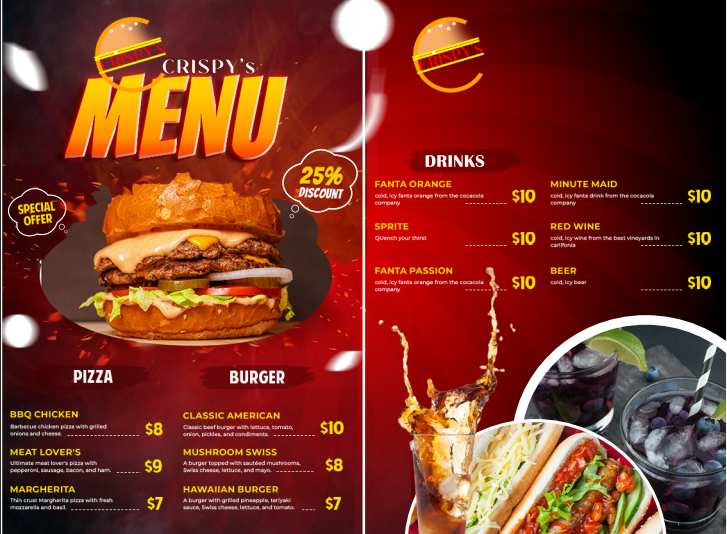 CRISPY'S
CRISPY's
MENU
25%
DISCOUNT
SPECIAL
OFFER
PIZZA
BBQ CHICKEN
Barbecue chicken pizza with grilled
onions and cheese.
$8
MEAT LOVER'S
Ultimate meat lover's pizza with
pepperoni, sausage, bacon, and ham.
$9
MARGHERITA
Thin crust Margherita pizza with fresh
mozzarella and basil.
$7
BURGER
CLASSIC AMERICAN
Classic beef burger with lettuce, tomato,
onion, pickles, and condiments.
$10
MUSHROOM SWISS
A burger topped with sautéed mushrooms,
Swiss cheese, lettuce, and mayo.
$8
HAWAIIAN BURGER
A burger with grilled pineapple, teriyaki
sauce, Swiss cheese, lettuce, and tomato.
$7
CRISPY'S
DRINKS
FANTA ORANGE
cold, icy fanta orange from the cocacola
company
$10
SPRITE
QUench your thirst
$10
FANTA PASSION
cold, icy fanta orange from the cocacola
company
$10
MINUTE MAID
cold, icy fanta drink from the cocacola
company
$10
RED WINE
cold, icy wine from the best vineyards in
carlifonia
$10
BEER
cold, icy beer
$10